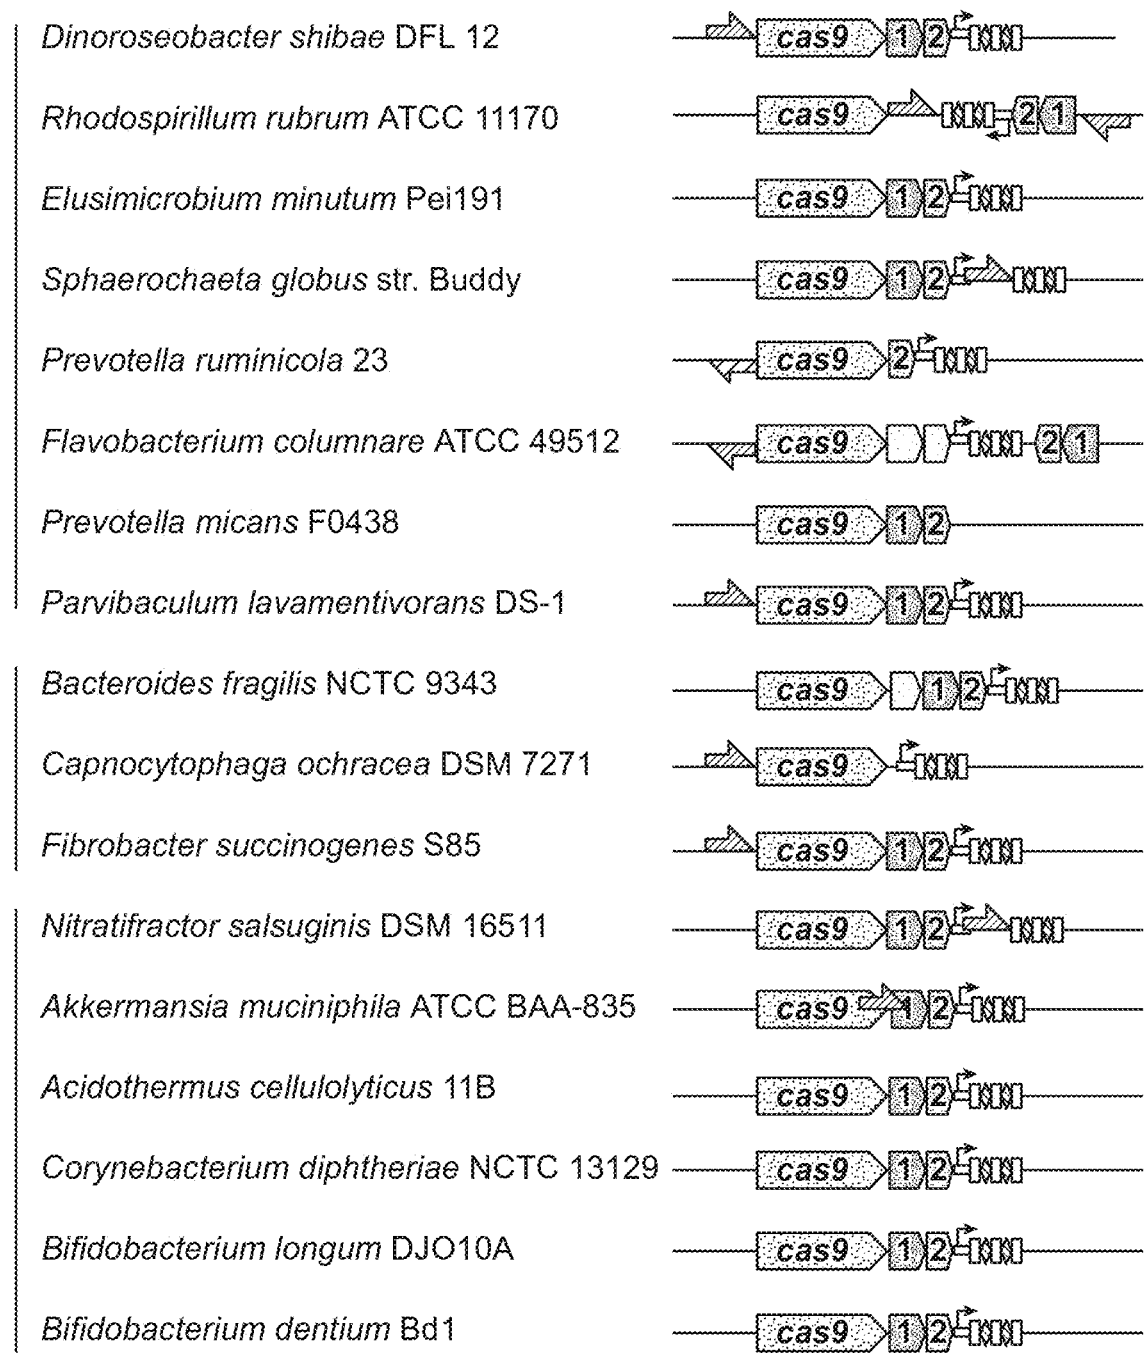 Dinoroseobacter shibae DFL 12 cas9 1 2
Rhodospirillum rubrum ATCC 11170 cas9 2 1
Elusimicrobium minutum Pei191 cas9 1 2
Sphaerochaeta globus str. Buddy cas9 1 2
Prevotella ruminicola 23 cas9 2
Flavobacterium columnare ATCC 49512 cas9 2 1
Prevotella micans F0438 cas9 1 2
Parvibaculum lavamentivorans DS-1 cas9 1 2
Bacteroides fragilis NCTC 9343 cas9 1 2
Capnocytophaga ochracea DSM 7271 cas9
Fibrobacter succinogenes S85 cas9 1 2
Nitratifractor salsuginis DSM 16511 cas9 1 2
Akkermansia muciniphila ATCC BAA-835 cas9 1 2
Acidothermus cellulolyticus 11B cas9 1 2
Corynebacterium diphtheriae NCTC 13129 cas9 1 2
Bifidobacterium longum DJO10A cas9 1 2
Bifidobacterium dentium Bd1 cas9 1 2